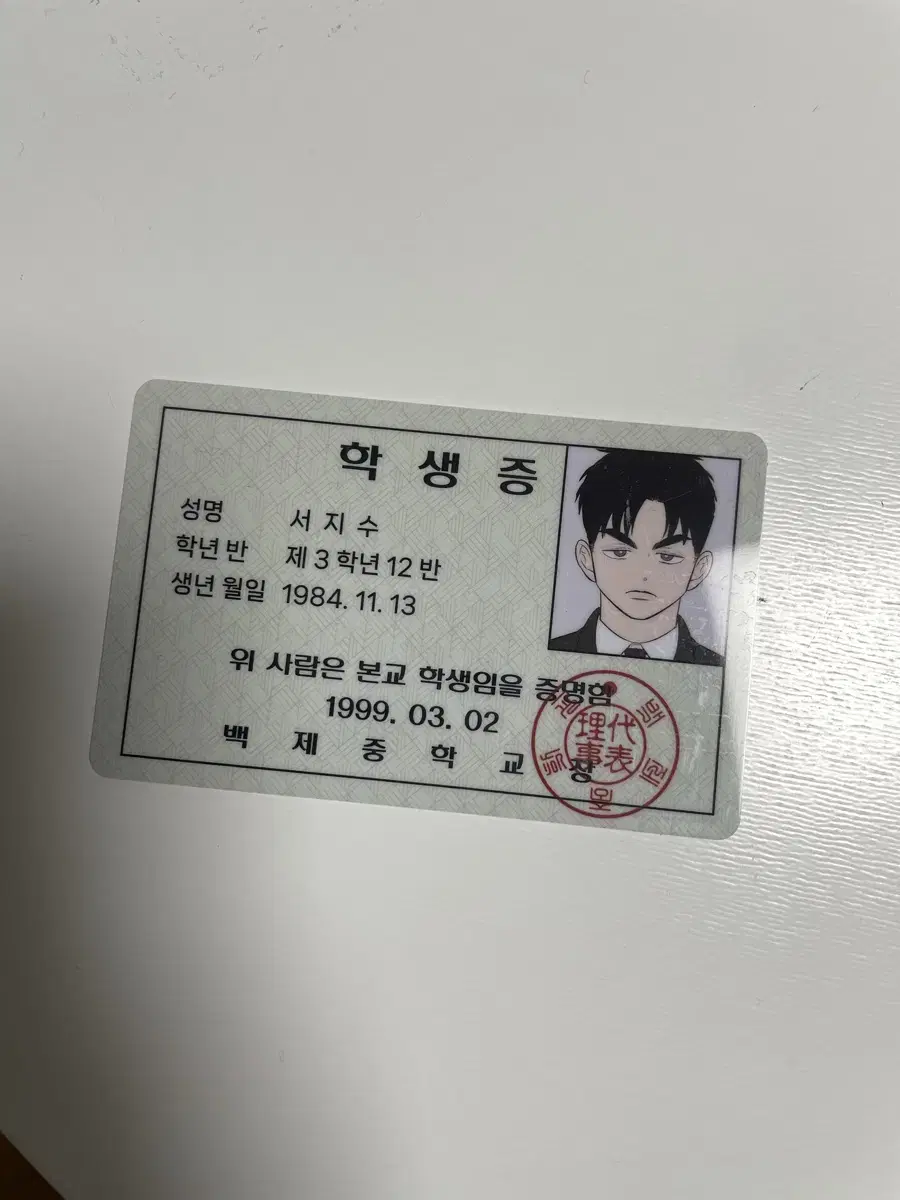 학생증
성명 서지수
학년 반 제 3 학년 12 반
생년 월일 1984. 11. 13
위 사람은 본교 학생임을 증명함
1999. 03. 02
백제중학교장
代表
理事